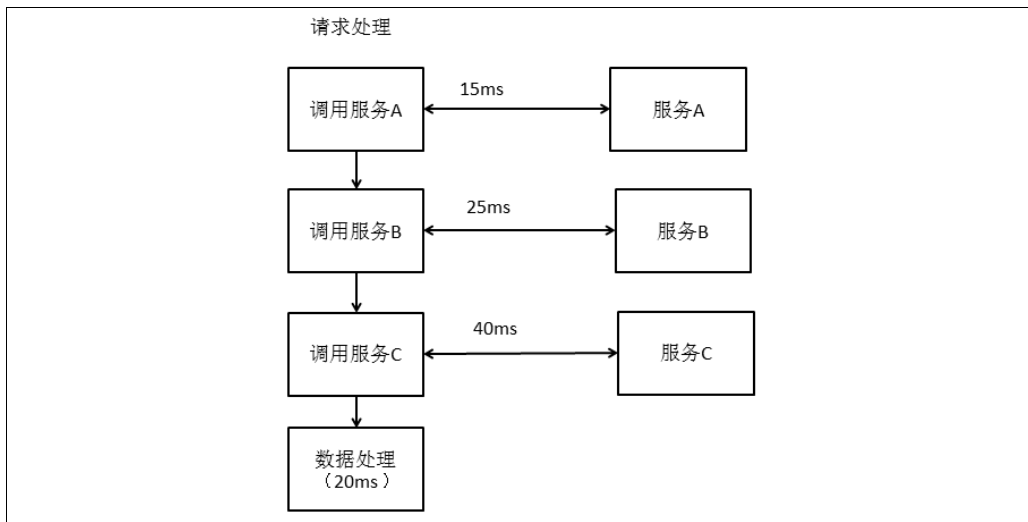 请求处理
调用服务A
15ms
服务A
调用服务B
25ms
服务B
调用服务C
40ms
服务C
数据处理
（20ms）